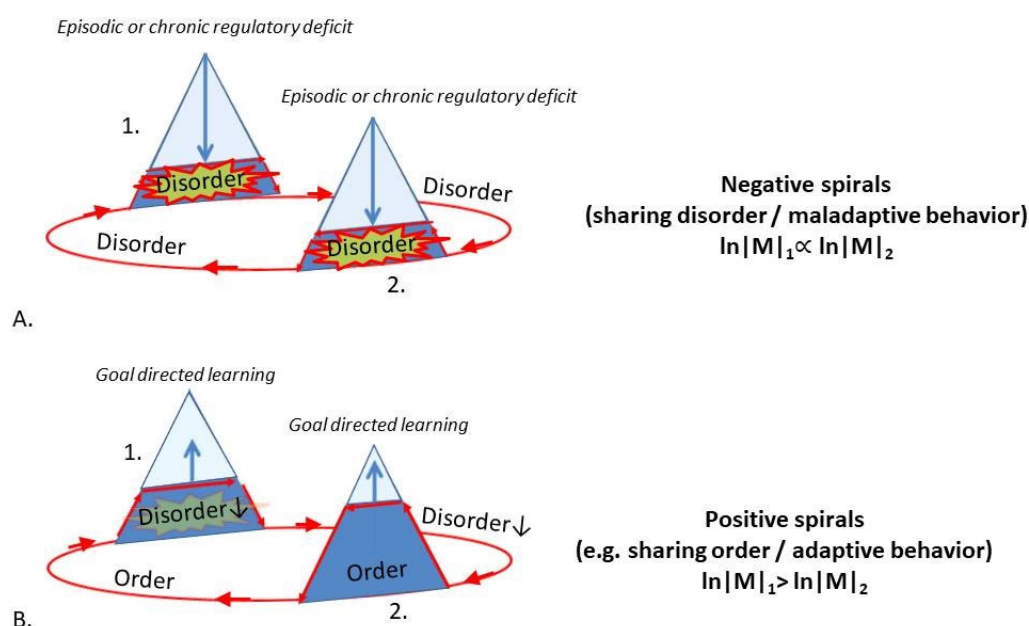 Episodic or chronic regulatory deficit
Episodic or chronic regulatory deficit
1.
Disorder
Disorder
Disorder
Disorder
2.
Negative spirals
(sharing disorder / maladaptive behavior)
ln|M|₁∝ ln|M|₂
A.
Goal directed learning
Goal directed learning
1.
Disorder↓
Disorder↓
Order
Order
2.
Positive spirals
(e.g. sharing order / adaptive behavior)
ln|M|₁> ln|M|₂
B.